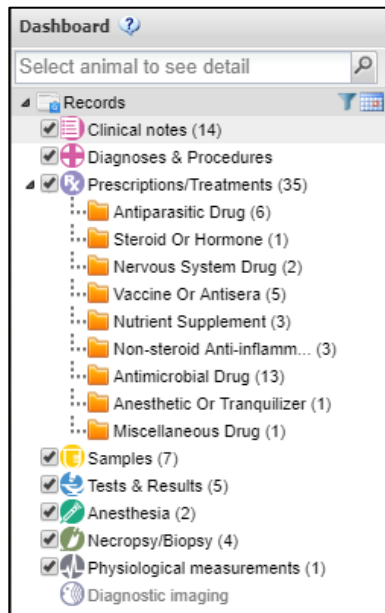 Dashboard
Select animal to see detail
Records
Clinical notes (14)
Diagnoses & Procedures
Rx Prescriptions/Treatments (35)
Antiparasitic Drug (6)
Steroid Or Hormone (1)
Nervous System Drug (2)
Vaccine Or Antisera (5)
Nutrient Supplement (3)
Non-steroid Anti-inflamm... (3)
Antimicrobial Drug (13)
Anesthetic Or Tranquilizer (1)
Miscellaneous Drug (1)
Samples (7)
Tests & Results (5)
Anesthesia (2)
Necropsy/Biopsy (4)
Physiological measurements (1)
Diagnostic imaging